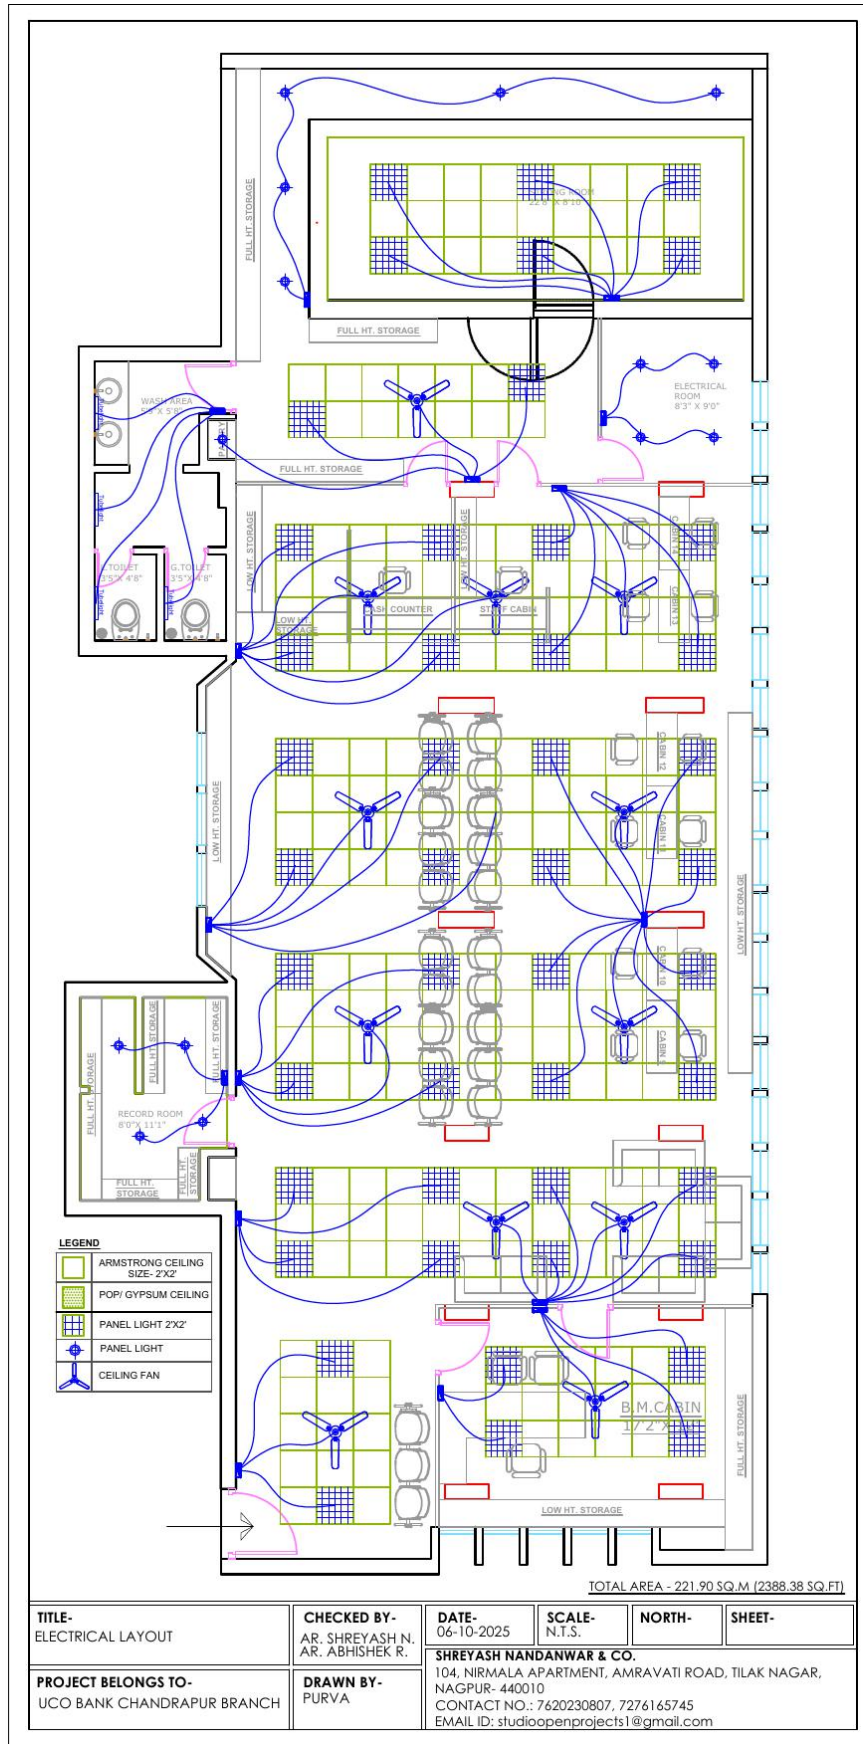 FULL HT. STORAGE
22'8" X 8'10"
FULL HT. STORAGE
ELECTRICAL
ROOM
8'3" X 9'0"
WASH AREA
5'8" X 5'8"
Tubelight
Tubelight
PANTRY
FULL HT. STORAGE
Tubelight
LOW HT. STORAGE
LOW HT. STORAGE
CABIN 14
G.TOILET
3'5"X 4'8"
G.TOILET
3'5"X 4'8"
Tubelight
Tubelight
CASH COUNTER
STAFF CABIN
CABIN 13
LOW HT.
STORAGE
CABIN 12
LOW HT. STORAGE
CABIN 11
LOW HT. STORAGE
CABIN 10
FULL HT. STORAGE
FULL HT. STORAGE
FULL HT. STORAGE
RECORD ROOM
8'0"X 11'1"
FULL HT.
STORAGE
FULL HT.
STORAGE
LEGEND
ARMSTRONG CEILING
SIZE- 2'X2'
POP/ GYPSUM CEILING
PANEL LIGHT 2'X2'
PANEL LIGHT
CEILING FAN
B.M.CABIN
17'2"X
FULL HT. STORAGE
LOW HT. STORAGE
TOTAL AREA - 221.90 SQ.M (2388.38 SQ.FT)
TITLE-
ELECTRICAL LAYOUT
CHECKED BY-
AR. SHREYASH N.
AR. ABHISHEK R.
DATE-
06-10-2025
SCALE-
N.T.S.
NORTH-
SHEET-
PROJECT BELONGS TO-
UCO BANK CHANDRAPUR BRANCH
DRAWN BY-
PURVA
SHREYASH NANDANWAR & CO.
104, NIRMALA APARTMENT, AMRAVATI ROAD, TILAK NAGAR,
NAGPUR- 440010
CONTACT NO.: 7620230807, 7276165745
EMAIL ID: studioopenprojects1@gmail.com